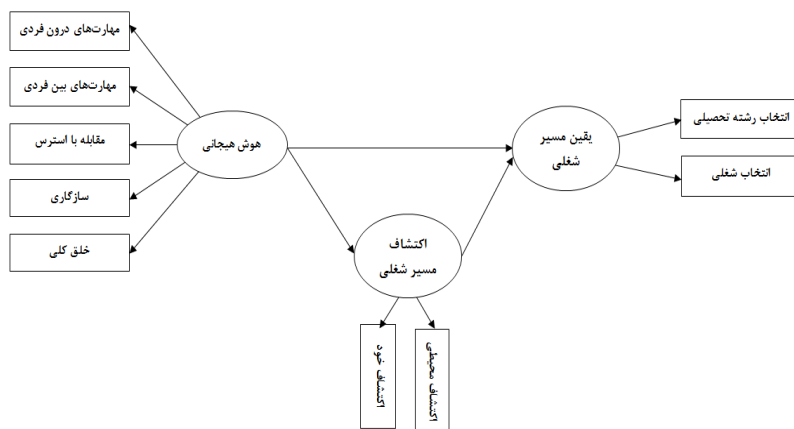 مهارت‌های درون فردی
مهارت‌های بین فردی
مقابله با استرس
سازگاری
خلق کلی
هوش هیجانی
یقین مسیر
شغلی
انتخاب رشته تحصیلی
انتخاب شغلی
اکتشاف
مسیر شغلی
اکتشاف خود
اکتشاف محیطی